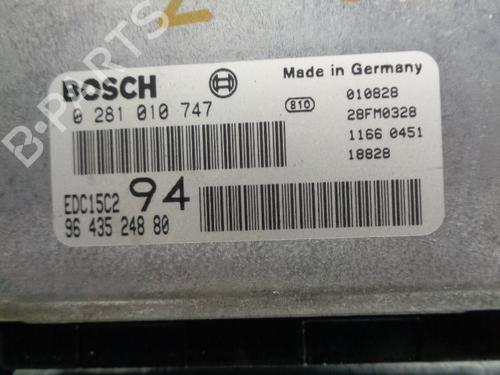 B-PARTS
BOSCH
Made in Germany
0 281 010 747
810
010828
28FM0328
1166 0451
18828
EDC15C2
94
96 435 248 80